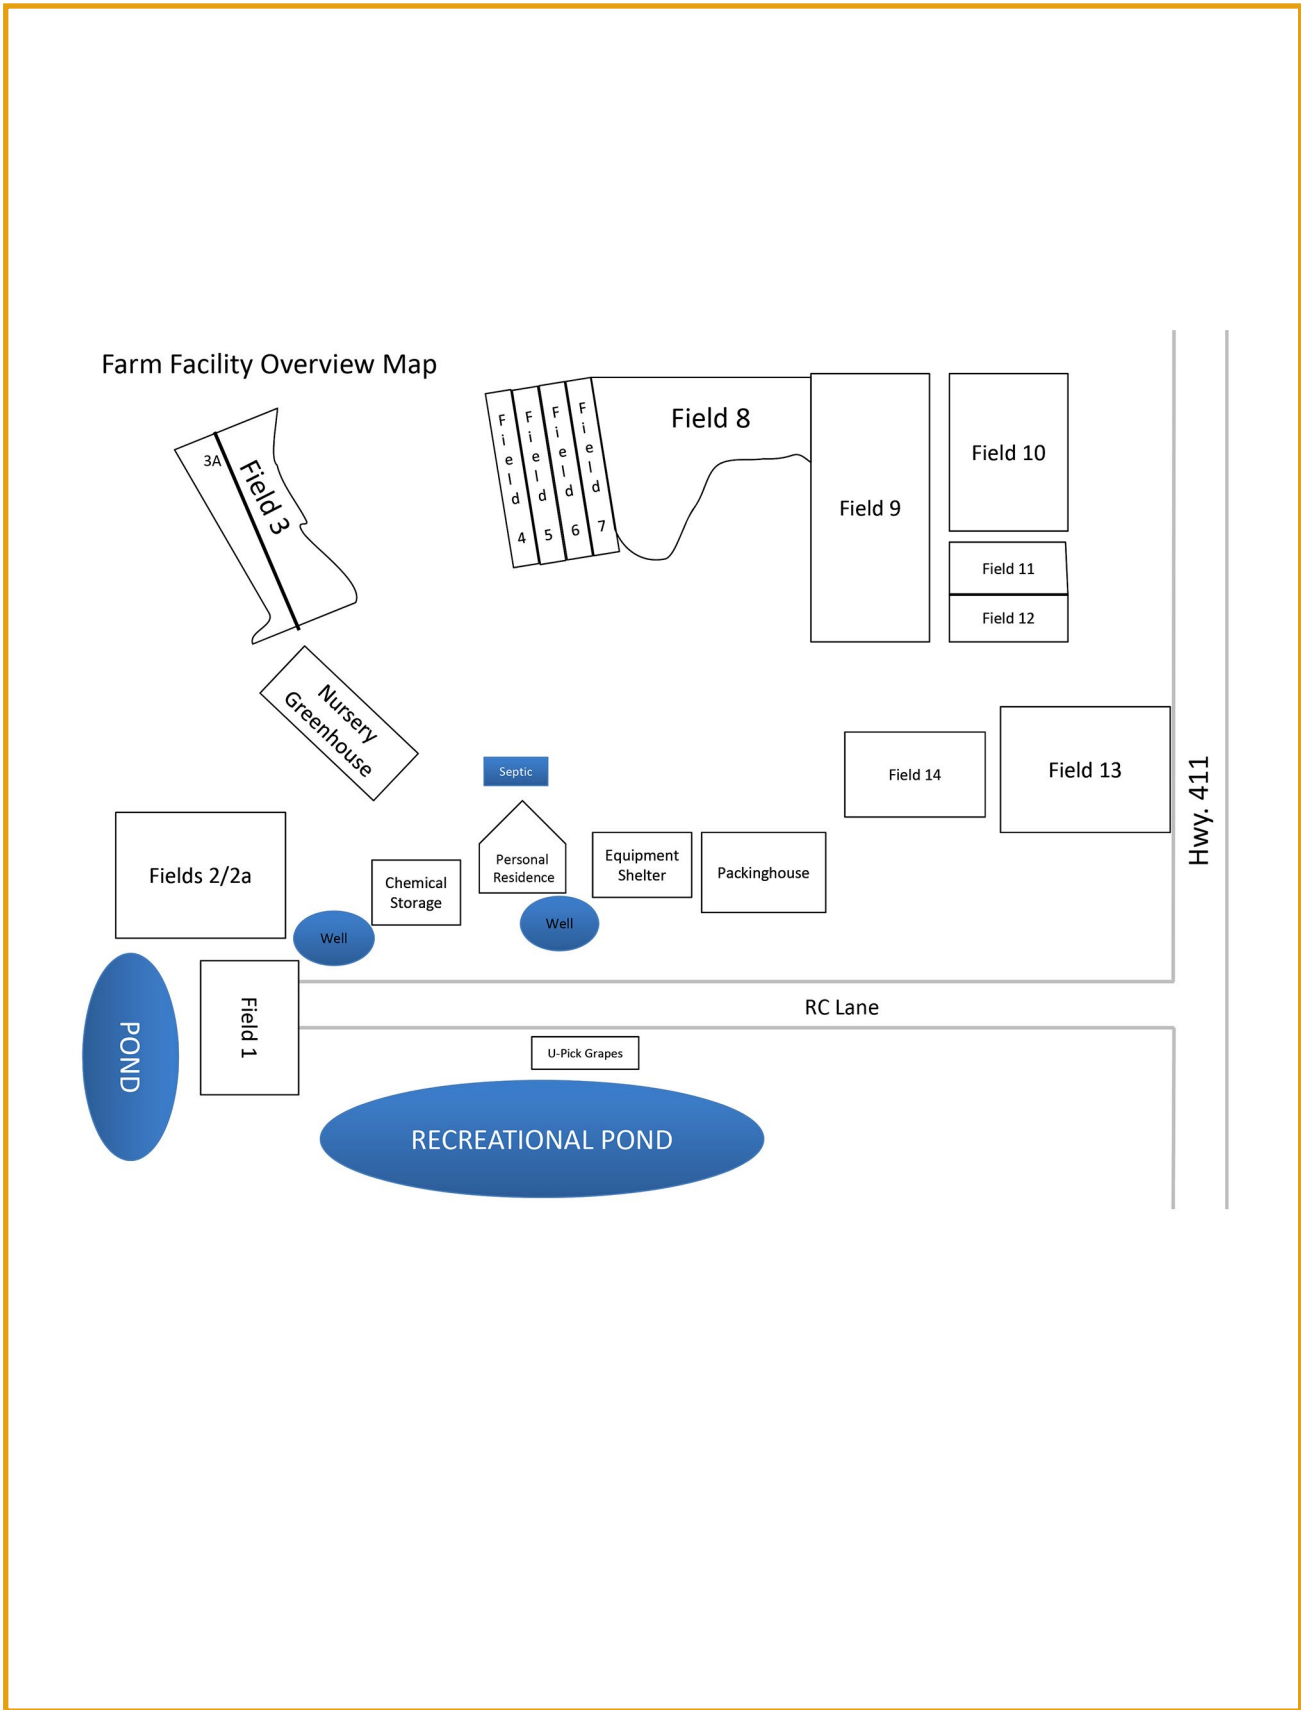 Farm Facility Overview Map
3A
Field 3
Field 4
Field 5
Field 6
Field 7
Field 8
Field 9
Field 10
Field 11
Field 12
Nursery
Greenhouse
Septic
Field 14
Field 13
Hwy. 411
Fields 2/2a
Chemical
Storage
Personal
Residence
Equipment
Shelter
Packinghouse
Well
Well
POND
Field 1
RC Lane
U-Pick Grapes
RECREATIONAL POND